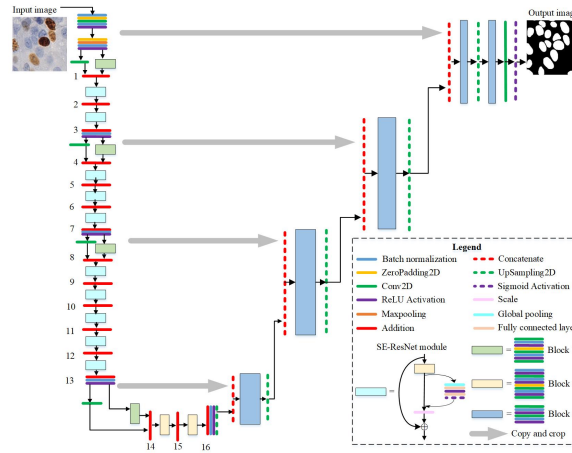 Input image
Output imag
1
2
3
4
5
6
7
8
9
10
11
12
13
14 15 16
Legend
Batch normalization
ZeroPadding2D
Conv2D
ReLU Activation
Maxpooling
Addition
Concatenate
UpSampling2D
Sigmoid Activation
Scale
Global pooling
Fully connected laye
SE-ResNet module
= Block
= Block
= Block
=
Copy and crop